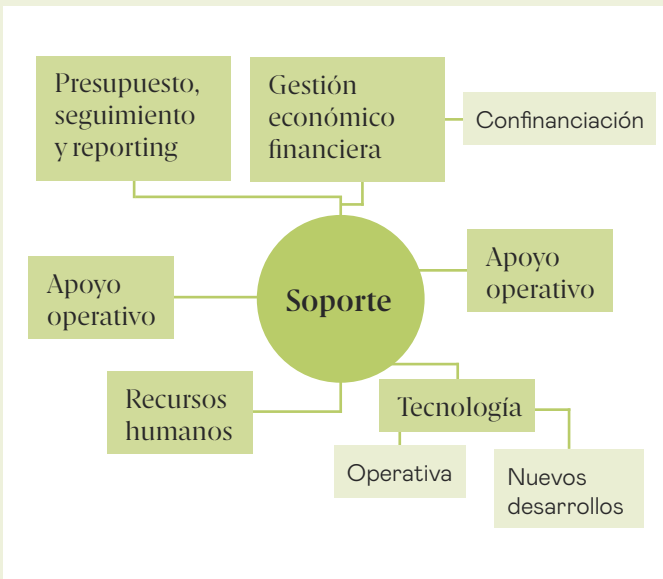 Presupuesto,
seguimiento
y reporting
Gestión
económico
financiera
Confinanciación
Apoyo
operativo
Soporte
Apoyo
operativo
Recursos
humanos
Tecnología
Operativa
Nuevos
desarrollos